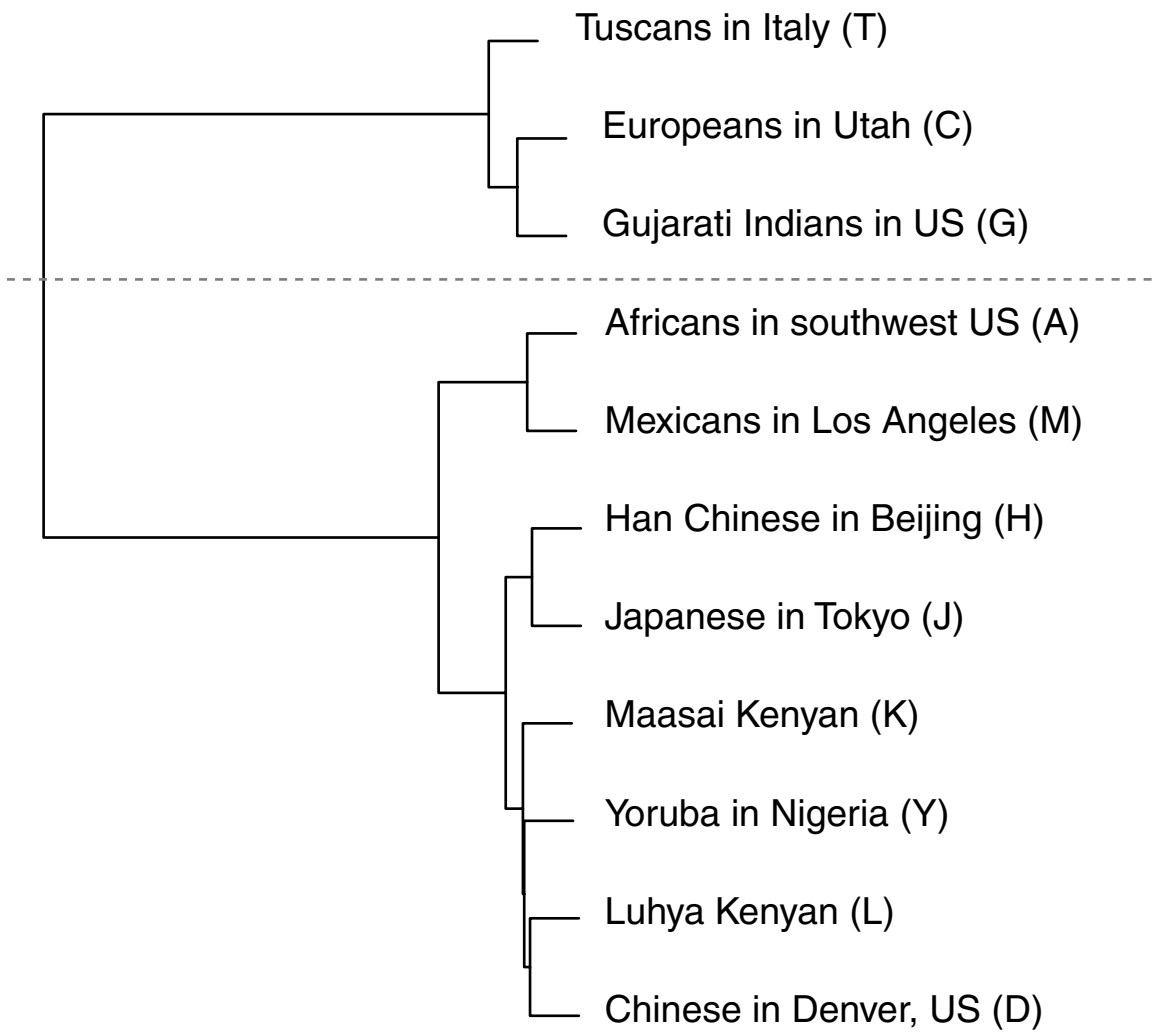 Tuscans in Italy (T)
Europeans in Utah (C)
Gujarati Indians in US (G)
Africans in southwest US (A)
Mexicans in Los Angeles (M)
Han Chinese in Beijing (H)
Japanese in Tokyo (J)
Maasai Kenyan (K)
Yoruba in Nigeria (Y)
Luhya Kenyan (L)
Chinese in Denver, US (D)